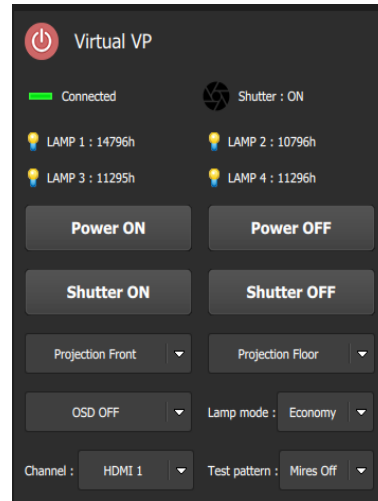 Virtual VP
Connected Shutter : ON
LAMP 1 : 14796h LAMP 2 : 10796h
LAMP 3 : 11295h LAMP 4 : 11296h
Power ON Power OFF
Shutter ON Shutter OFF
Projection Front Projection Floor
OSD OFF Lamp mode : Economy
Channel : HDMI 1 Test pattern : Mires Off